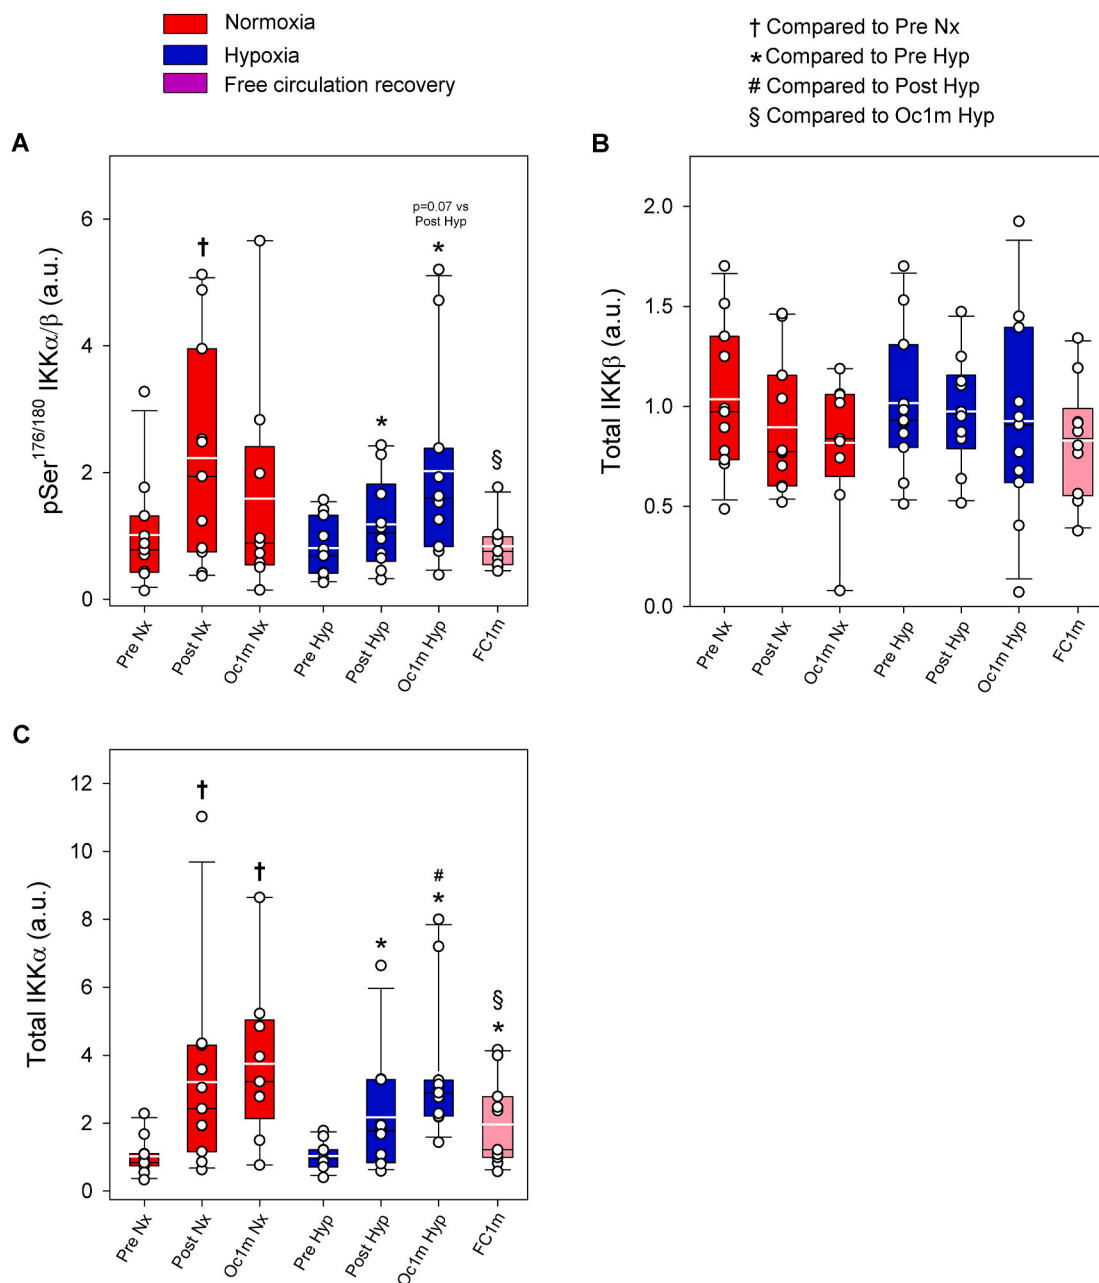 Normoxia
Hypoxia
Free circulation recovery
† Compared to Pre Nx
* Compared to Pre Hyp
# Compared to Post Hyp
§ Compared to Oc1m Hyp
A
pSer176/180 IKKα/β (a.u.)
6
4
2
0
†
*
p=0.07 vs
Post Hyp
*
§
Pre Nx
Post Nx
Oc1m Nx
Pre Hyp
Post Hyp
Oc1m Hyp
FC1m
B
Total IKKβ (a.u.)
2.0
1.5
1.0
0.5
0.0
Pre Nx
Post Nx
Oc1m Nx
Pre Hyp
Post Hyp
Oc1m Hyp
FC1m
C
Total IKKα (a.u.)
12
10
8
6
4
2
0
†
†
*
#
*
§
*
Pre Nx
Post Nx
Oc1m Nx
Pre Hyp
Post Hyp
Oc1m Hyp
FC1m